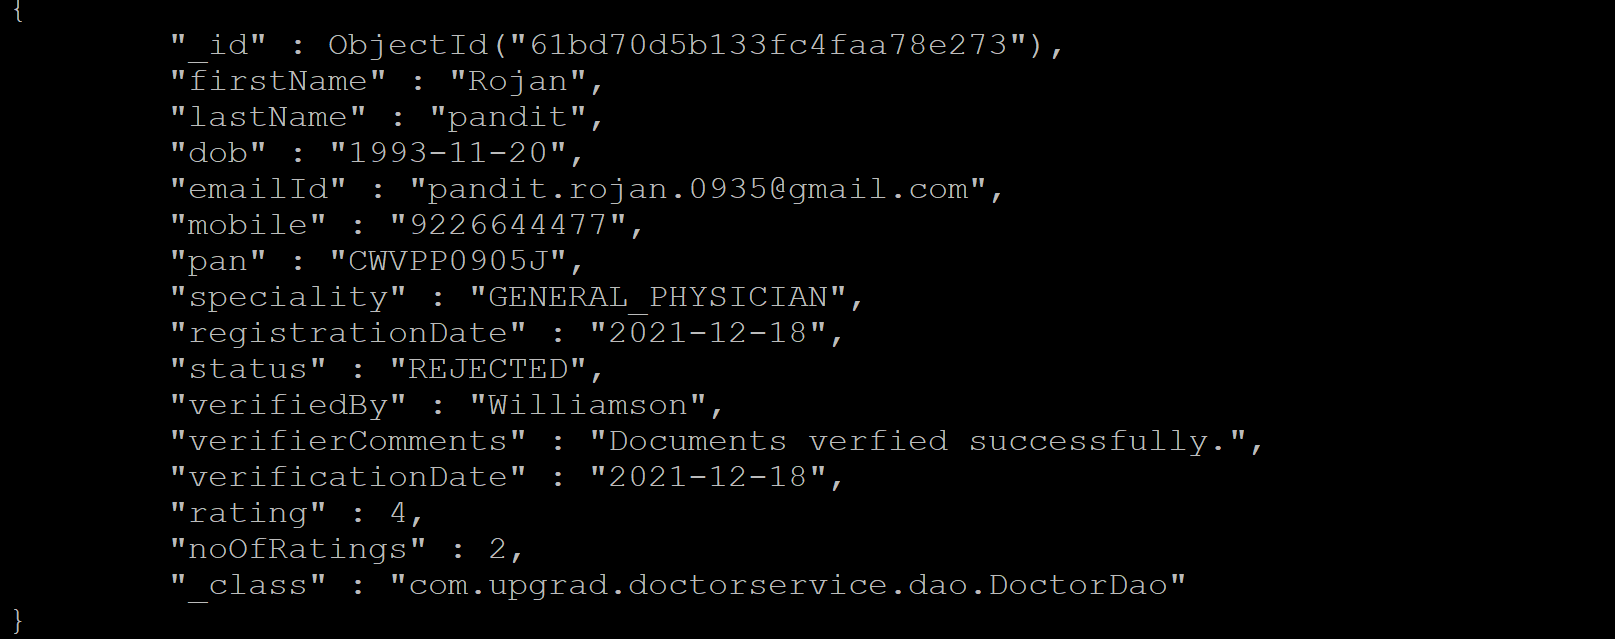 {
"_id" : ObjectId("61bd70d5b133fc4faa78e273"),
"firstName" : "Rojan",
"lastName" : "pandit",
"dob" : "1993-11-20",
"emailId" : "pandit.rojan.0935@gmail.com",
"mobile" : "9226644477",
"pan" : "CWVPP0905J",
"speciality" : "GENERAL_PHYSICIAN",
"registrationDate" : "2021-12-18",
"status" : "REJECTED",
"verifiedBy" : "Williamson",
"verifierComments" : "Documents verfied successfully.",
"verificationDate" : "2021-12-18",
"rating" : 4,
"noOfRatings" : 2,
"_class" : "com.upgrad.doctorservice.dao.DoctorDao"
}